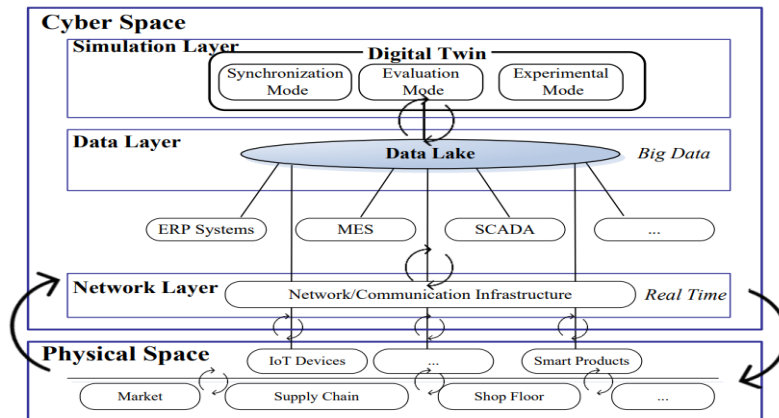 Cyber Space
Simulation Layer
Digital Twin
Synchronization
Mode
Evaluation
Mode
Experimental
Mode
Data Layer
Data Lake
Big Data
ERP Systems
MES
SCADA
...
Network Layer
Network/Communication Infrastructure
Real Time
Physical Space
IoT Devices
...
Smart Products
Market
Supply Chain
Shop Floor
...